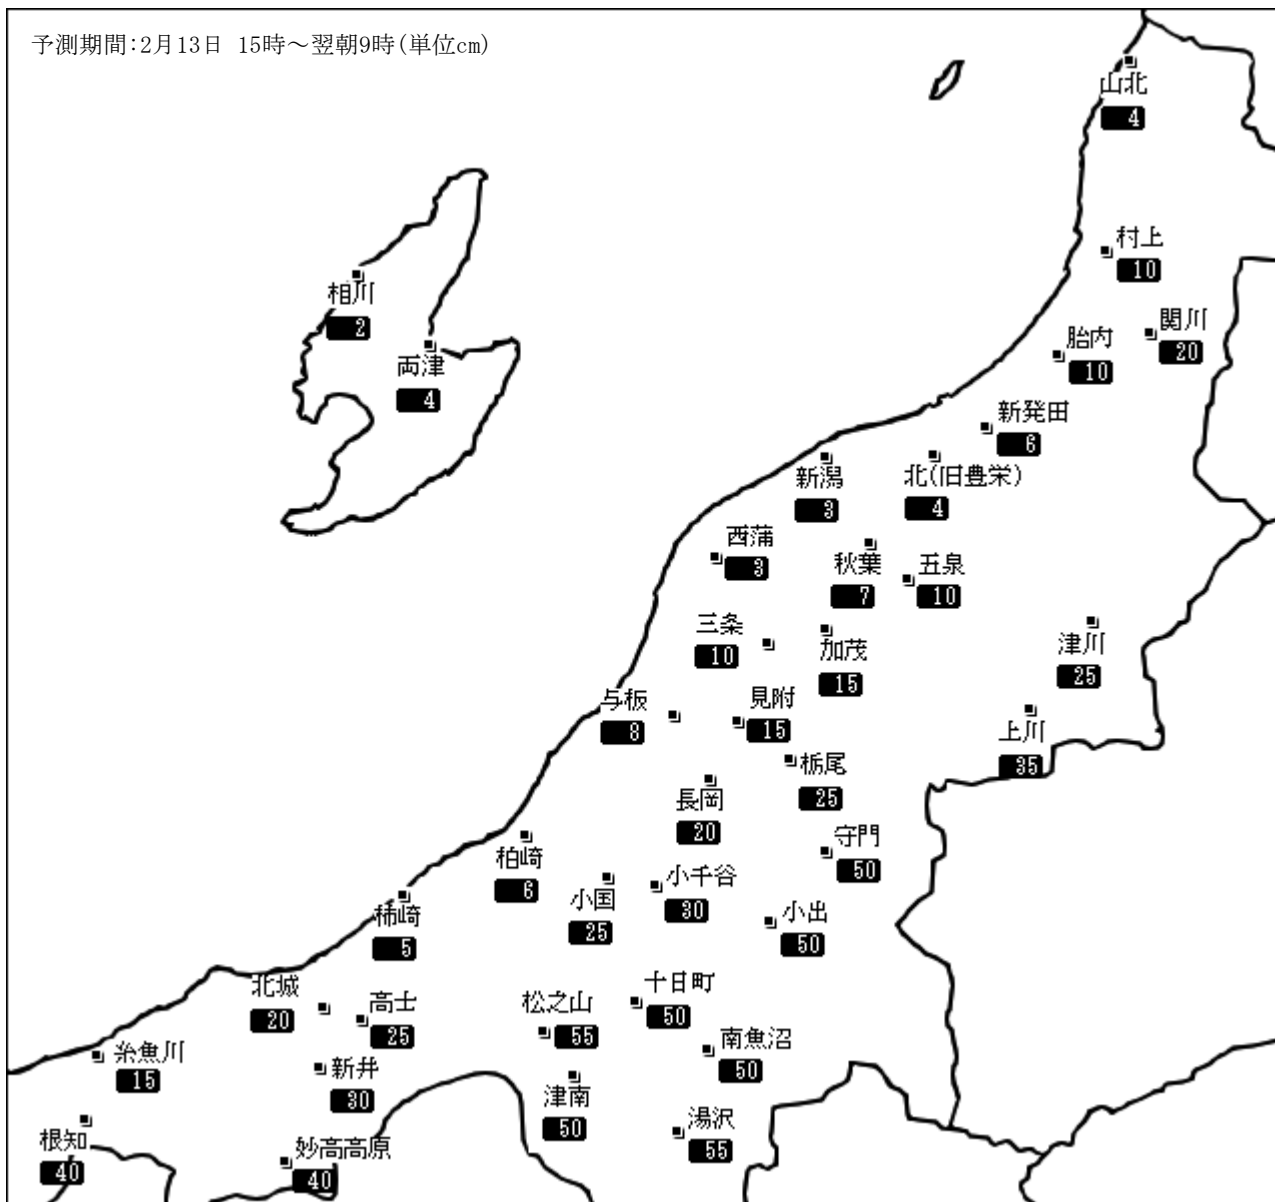 予測期間:2月13日 15時～翌朝9時(単位cm)
山北
4
村上
10
相川
2
関川
20
胎内
10
両津
4
新発田
6
新潟
3
北(旧豊栄)
4
西蒲
3
秋葉
7
五泉
10
三条
10
加茂
15
津川
25
与板
8
見附
15
上川
35
栃尾
25
長岡
20
守門
50
柏崎
6
小国
25
小千谷
30
小出
50
柿崎
5
北城
20
高士
25
松之山
55
十日町
50
南魚沼
50
糸魚川
15
新井
30
津南
50
湯沢
55
根知
40
妙高高原
40